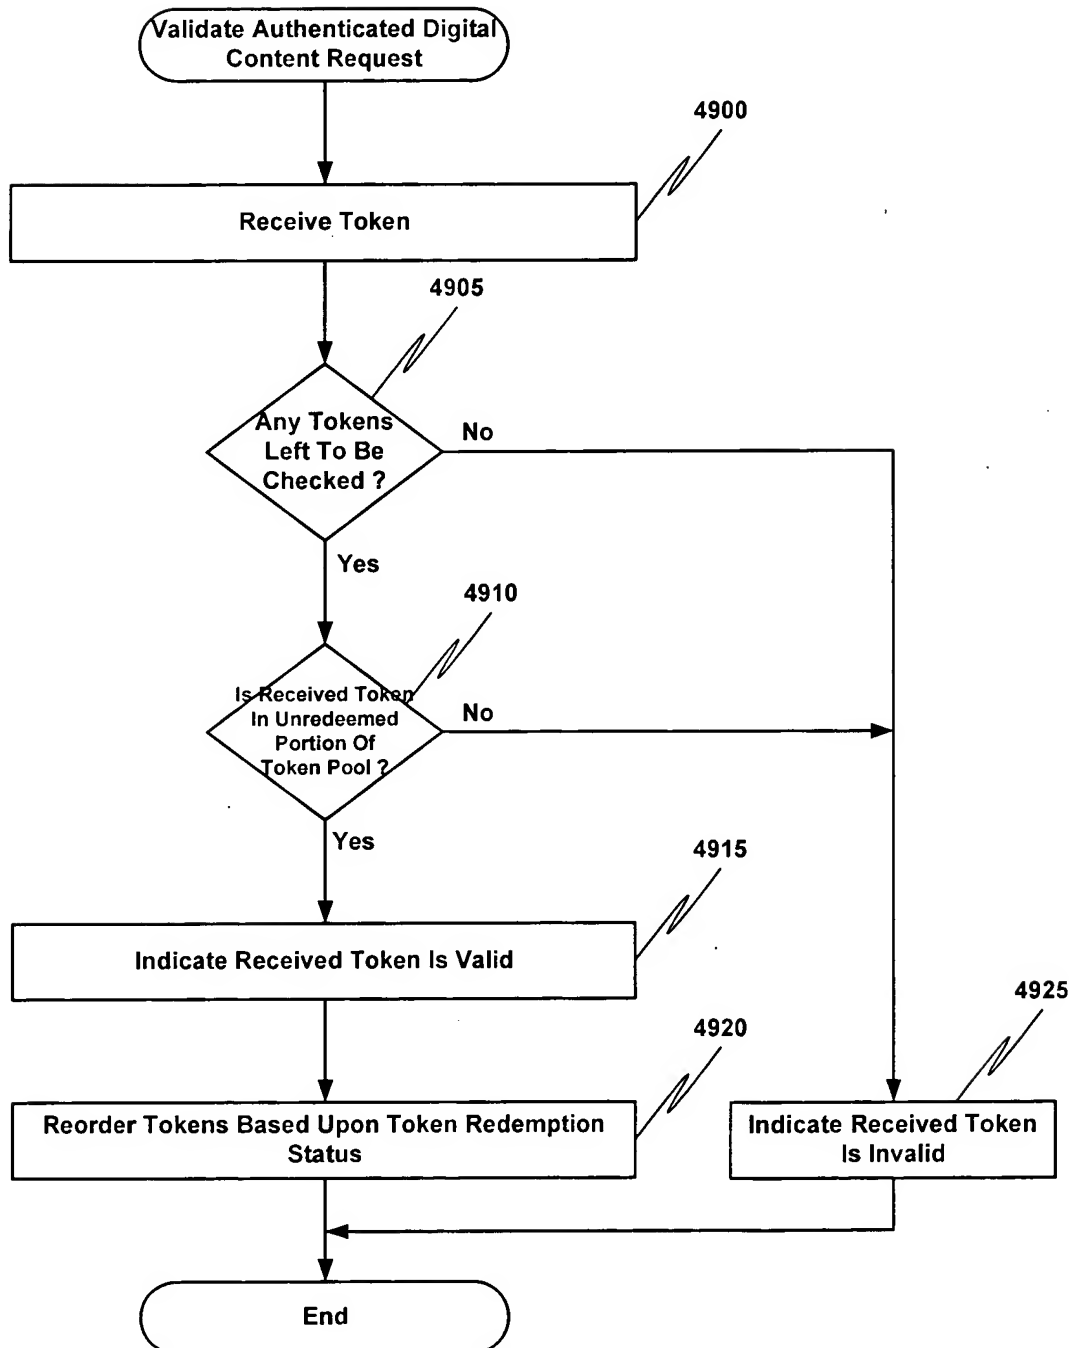 Validate Authenticated Digital
Content Request
4900
Receive Token
4905
Any Tokens
Left To Be
Checked ?
No
Yes
4910
Is Received Token
In Unredeemed
Portion Of
Token Pool ?
No
Yes
4915
Indicate Received Token Is Valid
4925
4920
Reorder Tokens Based Upon Token Redemption
Status
Indicate Received Token
Is Invalid
End